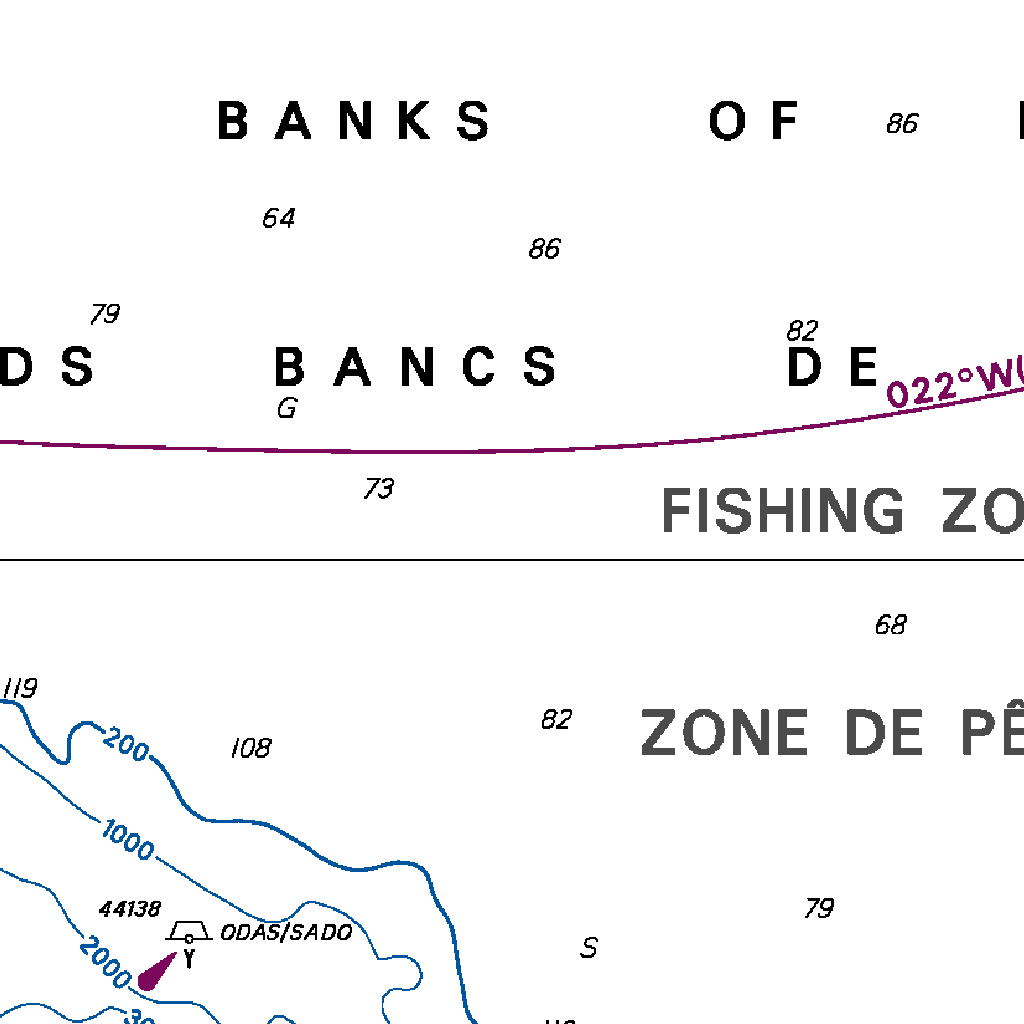 BANKS OF
86
64
86
79
82
DS BANCS DE
022°W
G
73
FISHING ZO
68
119
82
ZONE DE PÊ
200
108
1000
44138
79
ODAS/SADO
S
Y
2000